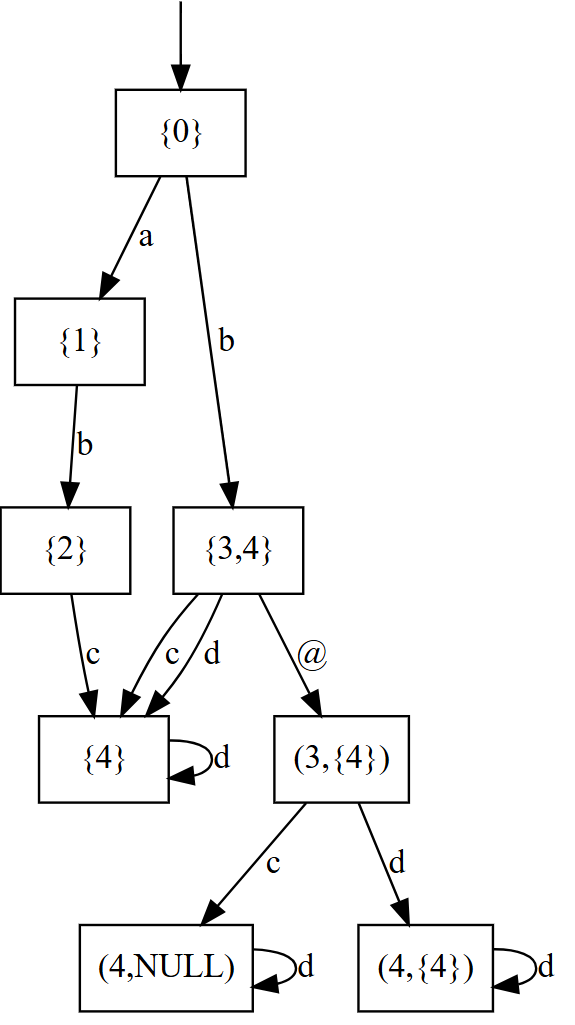 {0}
a
{1}
b
b
{2}
{3,4}
c
c
d
@
{4}
d
(3,{4})
c
d
(4,NULL)
d
(4,{4})
d